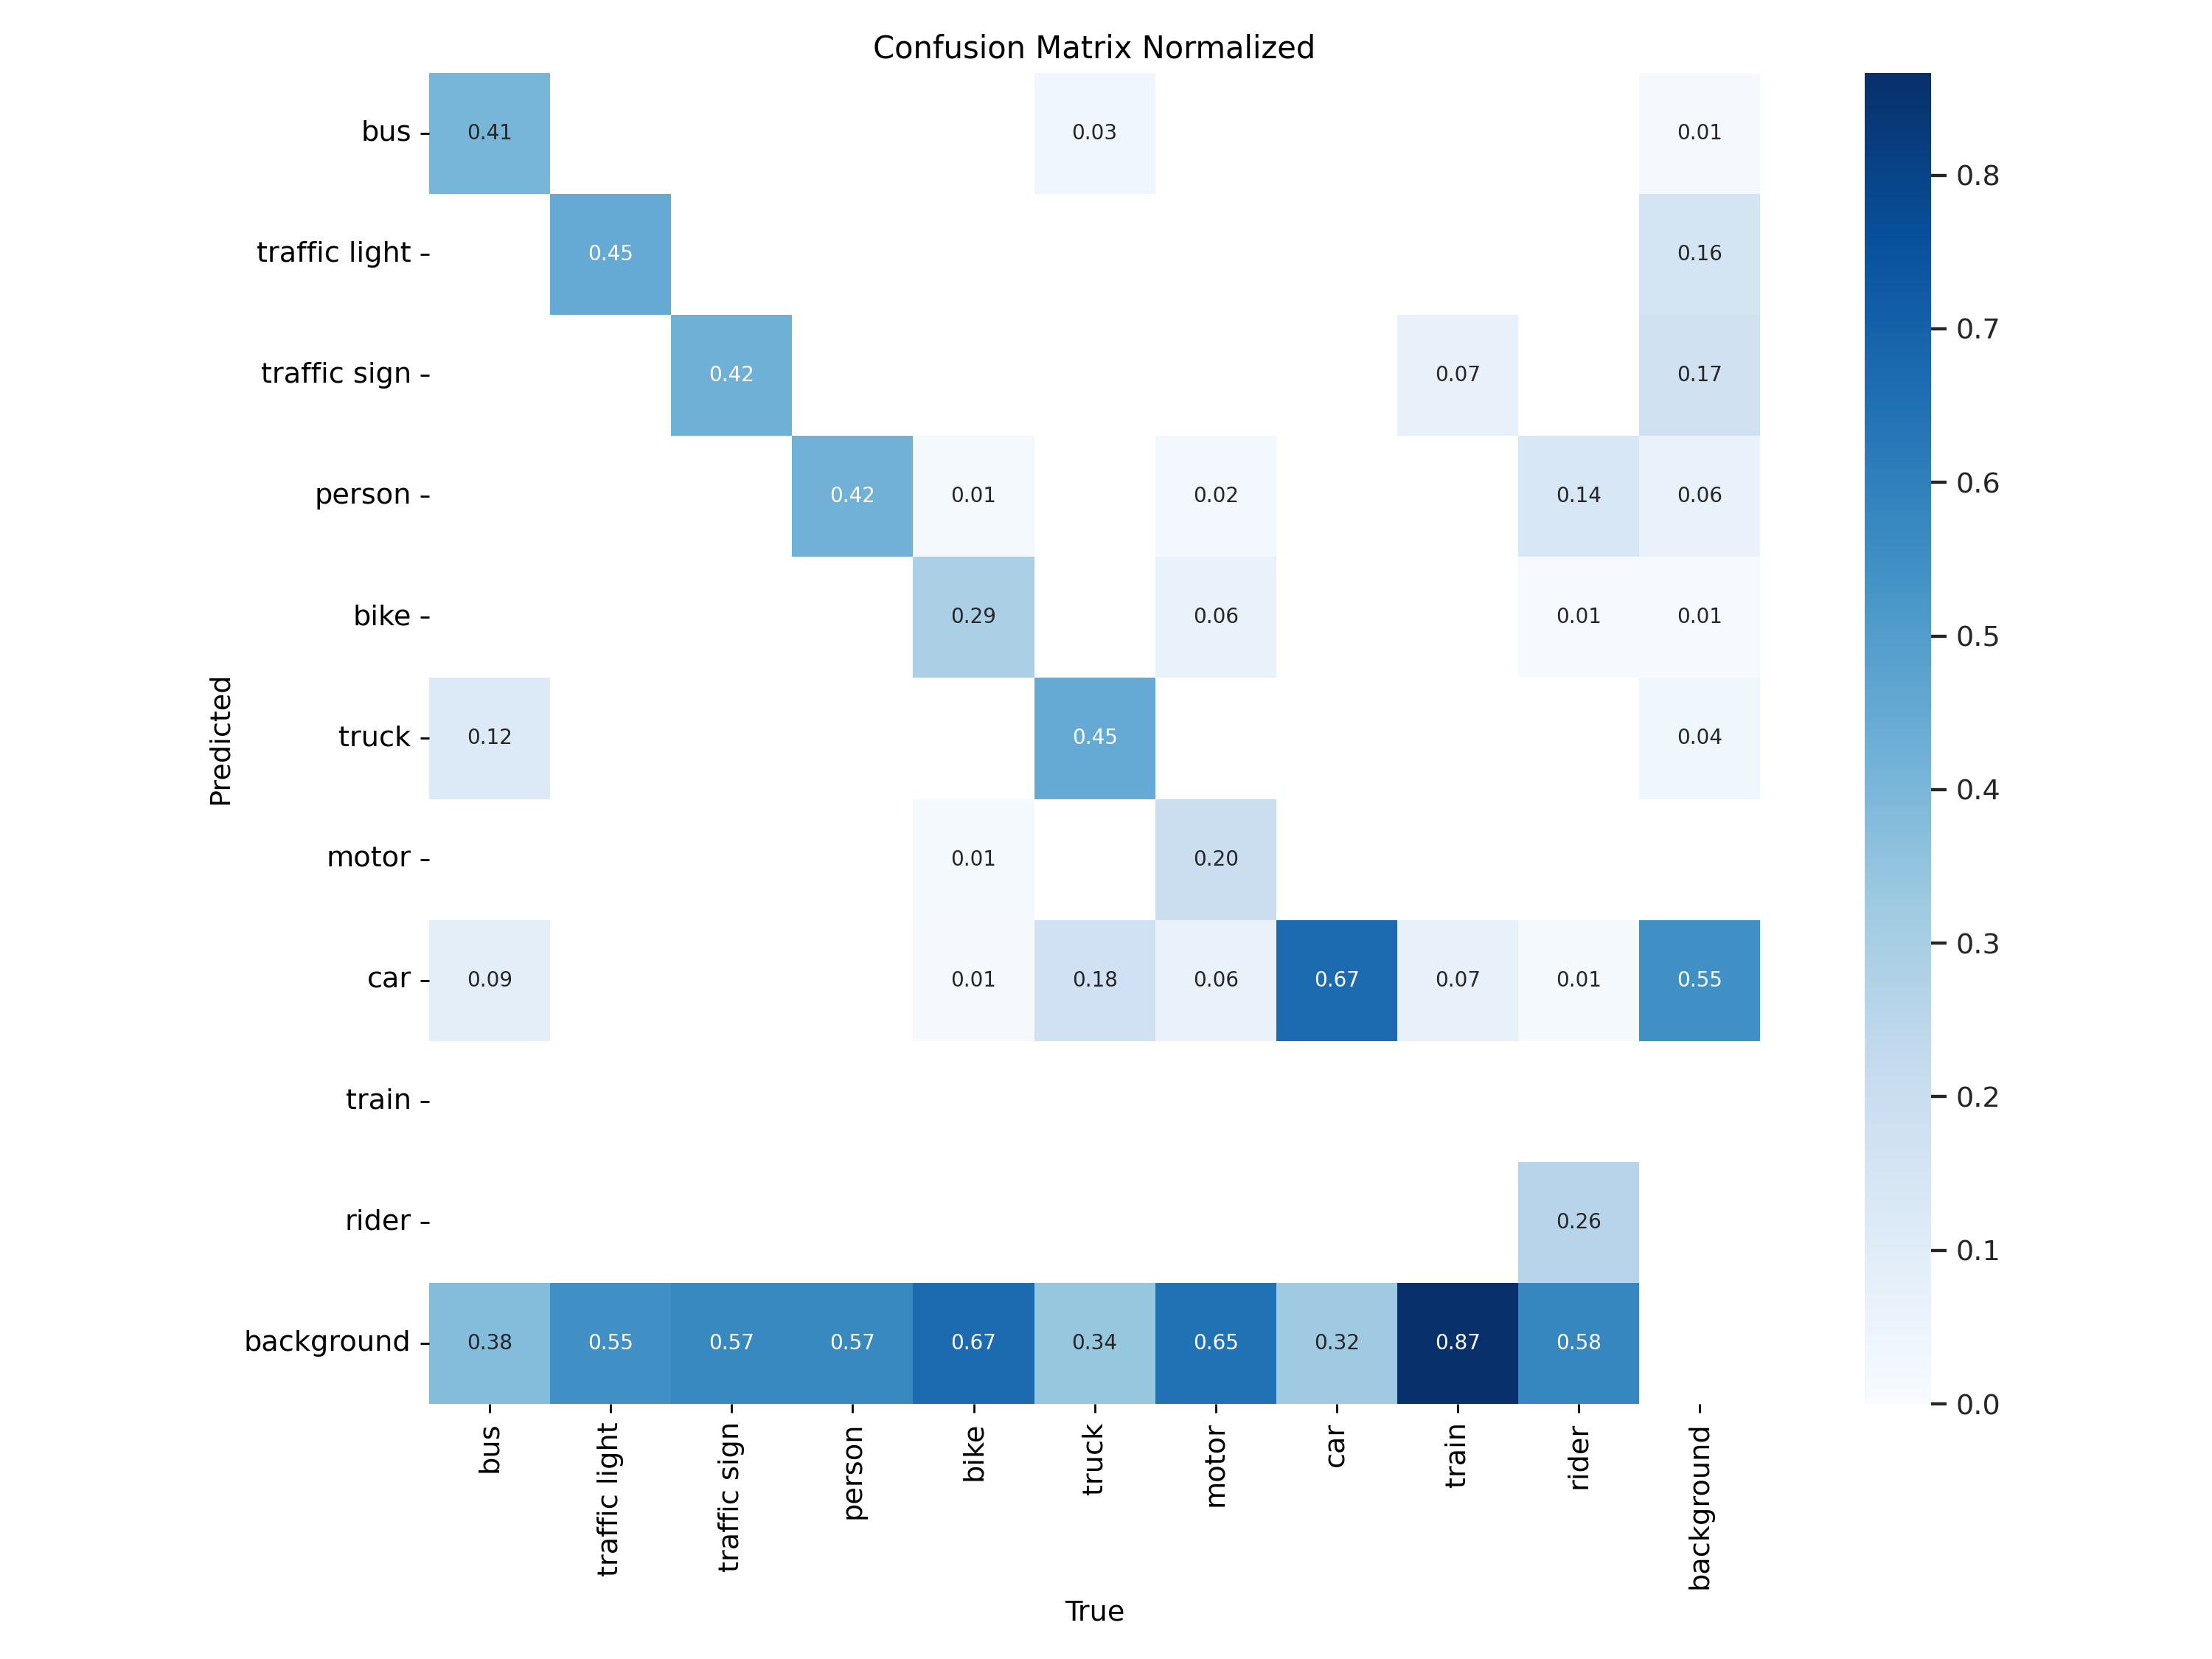 Confusion Matrix Normalized
bus 0.41 0.03 0.01
traffic light 0.45 0.16
traffic sign 0.42 0.07 0.17
person 0.42 0.01 0.02 0.14 0.06
bike 0.29 0.06 0.01 0.01
truck 0.12 0.45 0.04
motor 0.01 0.20
car 0.09 0.01 0.18 0.06 0.67 0.07 0.01 0.55
train
rider 0.26
background 0.38 0.55 0.57 0.57 0.67 0.34 0.65 0.32 0.87 0.58
Predicted
bus traffic light traffic sign person bike truck motor car train rider background
True
0.8
0.7
0.6
0.5
0.4
0.3
0.2
0.1
0.0